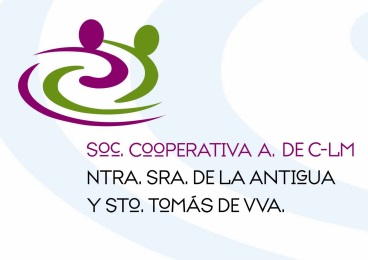 SOC. COOPERATIVA A. DE C-LM
NTRA. SRA. DE LA ANTIGUA
Y STO. TOMÁS DE VVA.